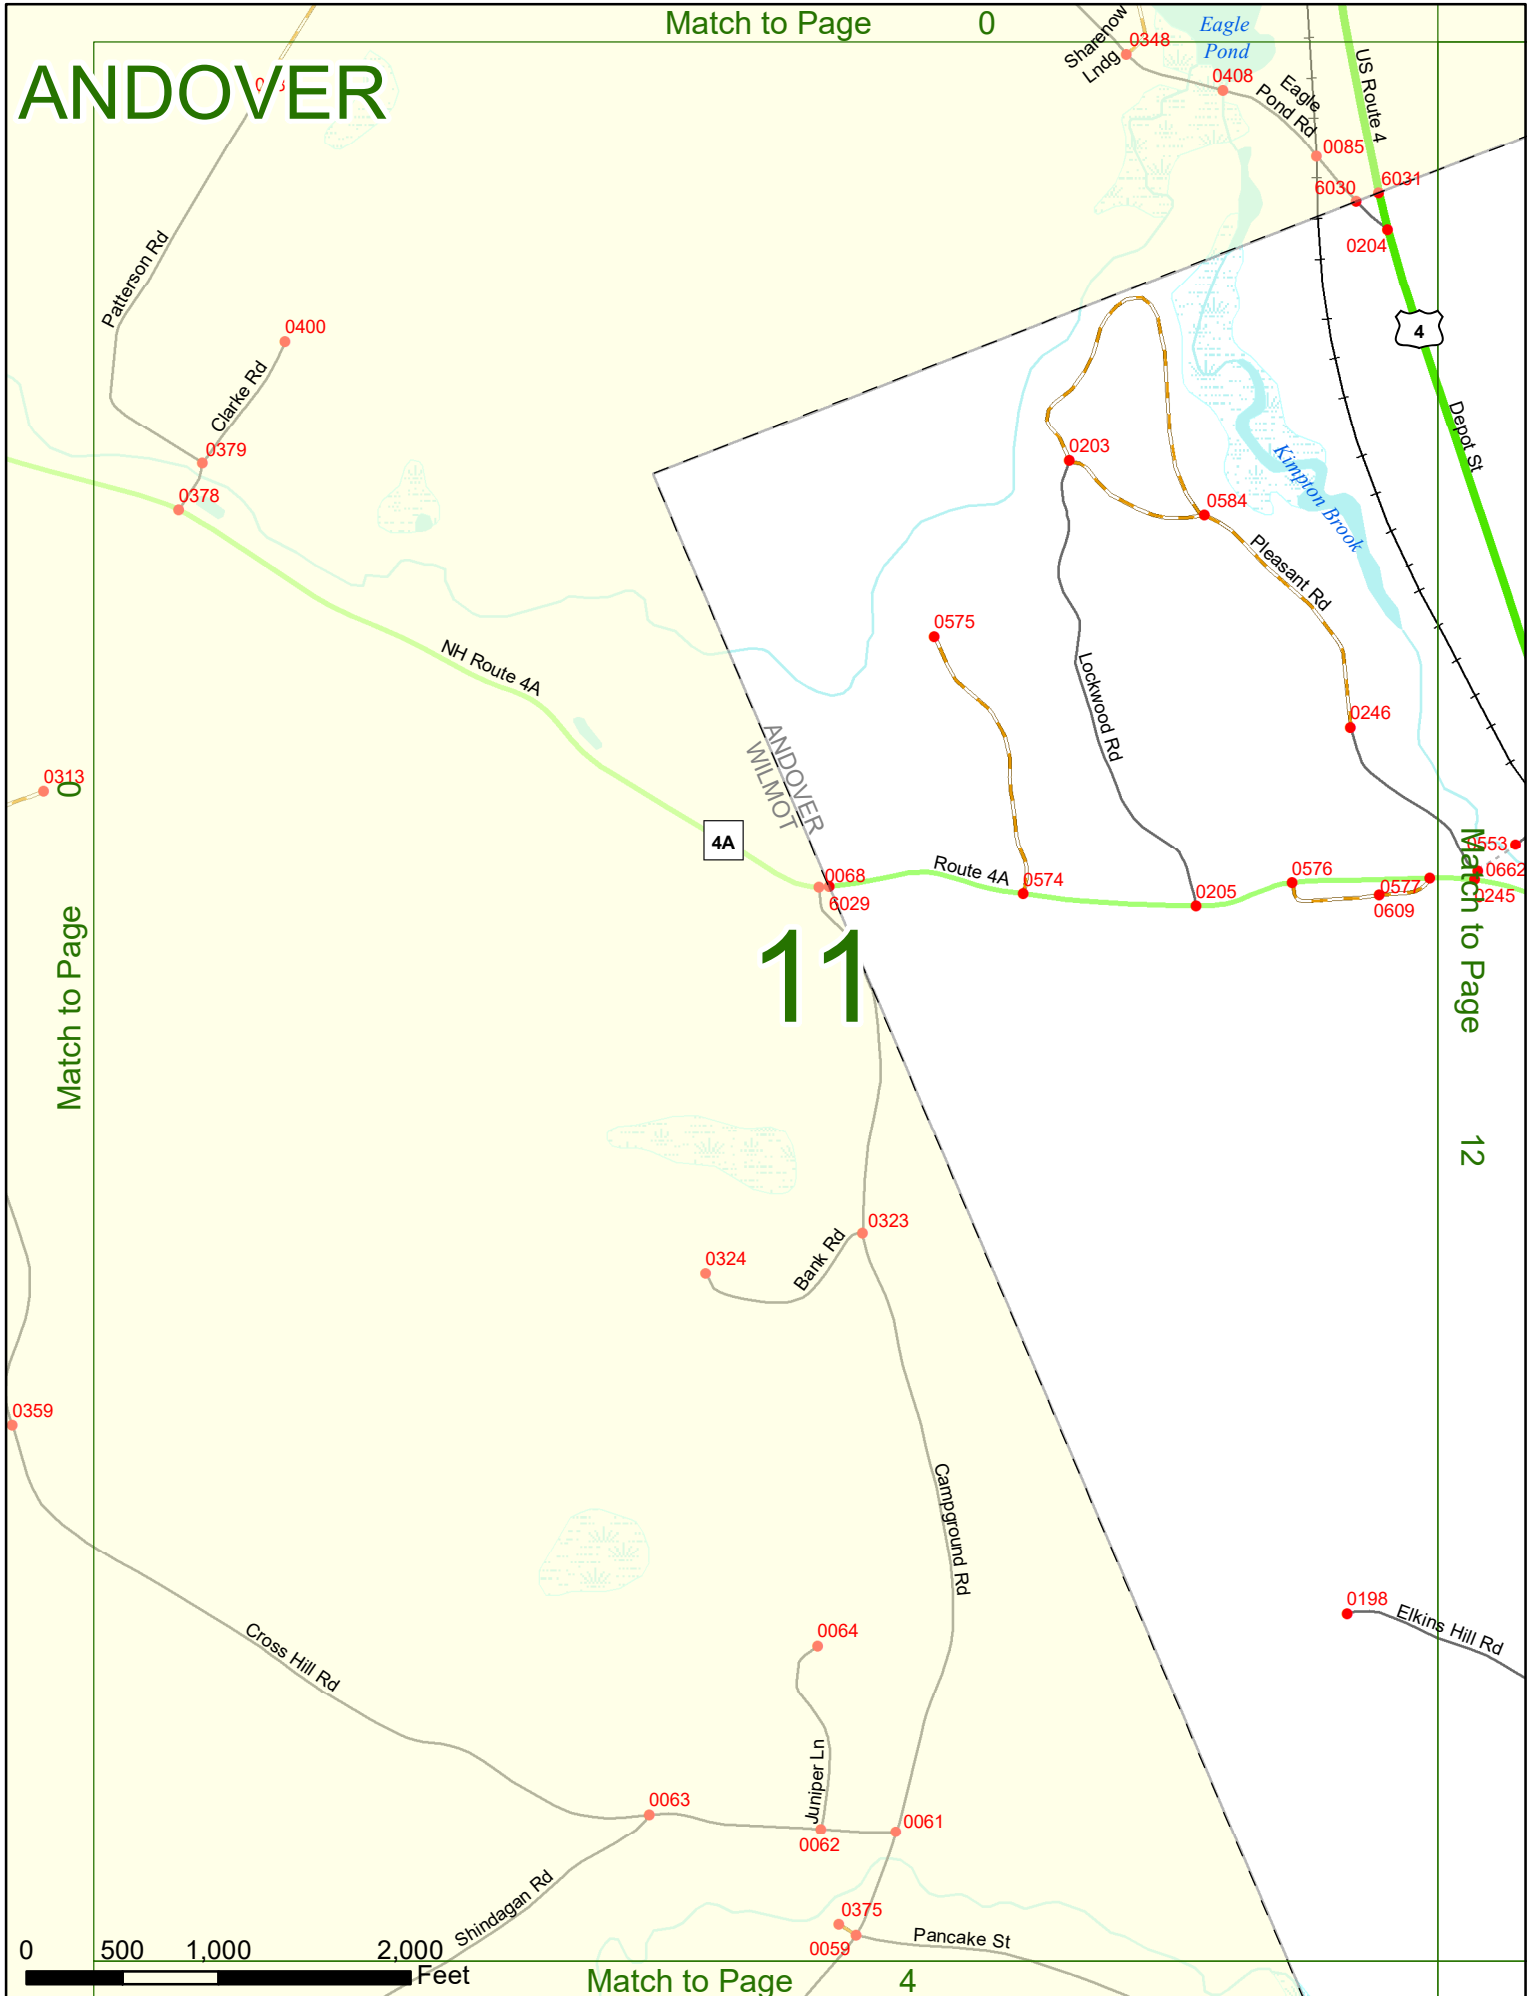 Match to Page 0
ANDOVER
Sharenow
Lndg
0348
Eagle
Pond
0408
Eagle
Pond Rd
US Route 4
0085
6030
6031
0204
4
Depot St
Patterson Rd
0400
Clarke Rd
0379
0378
0203
0584
Kimpton Brook
Pleasant Rd
0575
NH Route 4A
Lockwood Rd
0246
ANDOVER
WILMOT
0313
0
Match to Page
4A
0068
6029
Route 4A
0574
0205
0576
0577
0609
0553
0662
0245
Match to Page
12
11
0323
0324
Bank Rd
0359
Campground Rd
0198
Elkins Hill Rd
0064
Cross Hill Rd
Juniper Ln
0063
0062
0061
Shindagan Rd
0375
0059
Pancake St
0 500 1,000 2,000
Feet
Match to Page 4